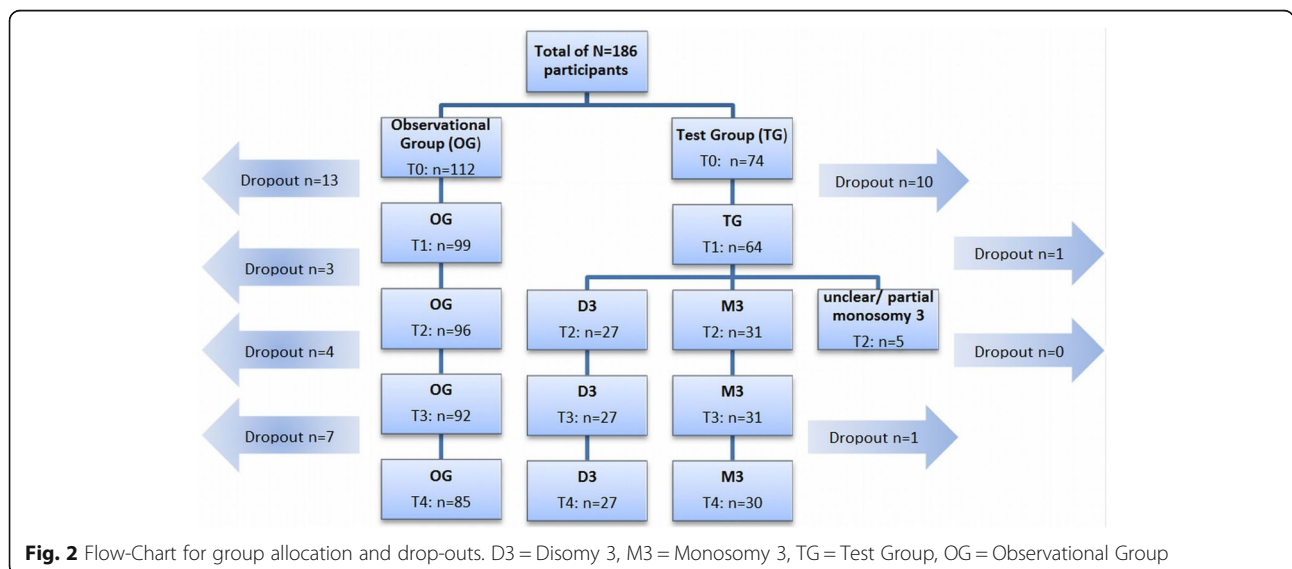 Total of N=186
participants
Observational
Group (OG)
T0: n=112
Test Group (TG)
T0: n=74
Dropout n=13
Dropout n=10
OG
T1: n=99
TG
T1: n=64
Dropout n=3
Dropout n=1
OG
T2: n=96
D3
T2: n=27
M3
T2: n=31
unclear/ partial
monosomy 3
T2: n=5
Dropout n=4
Dropout n=0
OG
T3: n=92
D3
T3: n=27
M3
T3: n=31
Dropout n=7
Dropout n=1
OG
T4: n=85
D3
T4: n=27
M3
T4: n=30
Fig. 2 Flow-Chart for group allocation and drop-outs. D3 = Disomy 3, M3 = Monosomy 3, TG = Test Group, OG = Observational Group